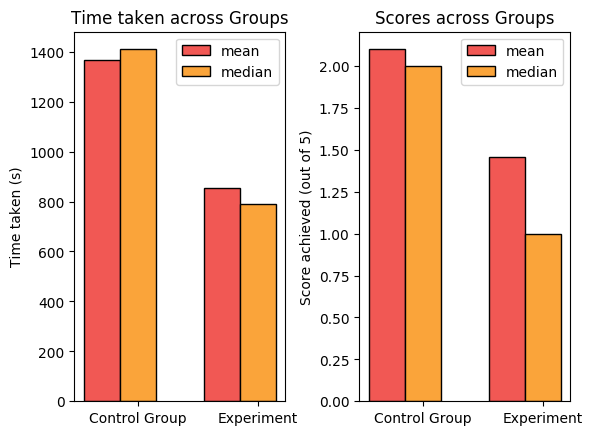 Time taken across Groups
Time taken (s)
1400
1200
1000
800
600
400
200
0
mean
median
Control Group
Experiment
Scores across Groups
Score achieved (out of 5)
2.00
1.75
1.50
1.25
1.00
0.75
0.50
0.25
0.00
mean
median
Control Group
Experiment